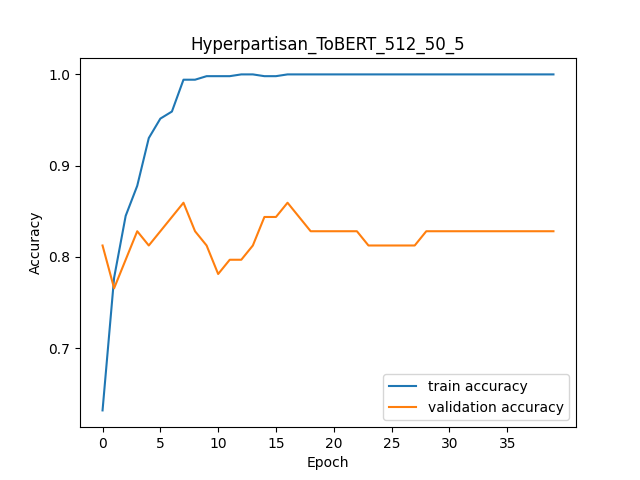 Hyperpartisan_ToBERT_512_50_5
1.0
0.9
0.8
0.7
Accuracy
0 5 10 15 20 25 30 35
Epoch
train accuracy
validation accuracy